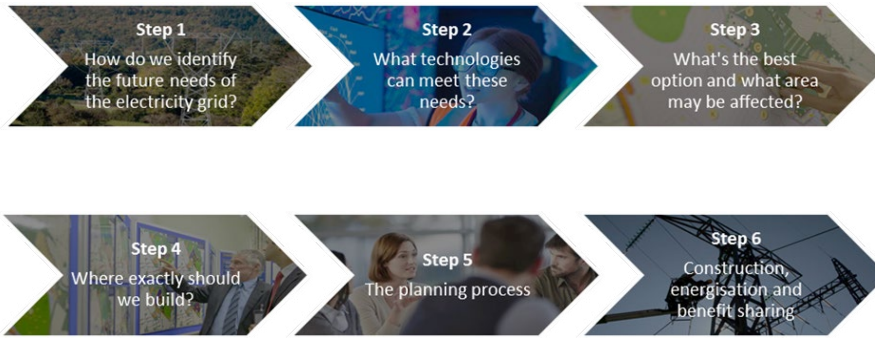 Step 1
How do we identify
the future needs of
the electricity grid?
Step 2
What technologies
can meet these
needs?
Step 3
What's the best
option and what area
may be affected?
Step 4
Where exactly should
we build?
Step 5
The planning process
Step 6
Construction,
energisation and
benefit sharing